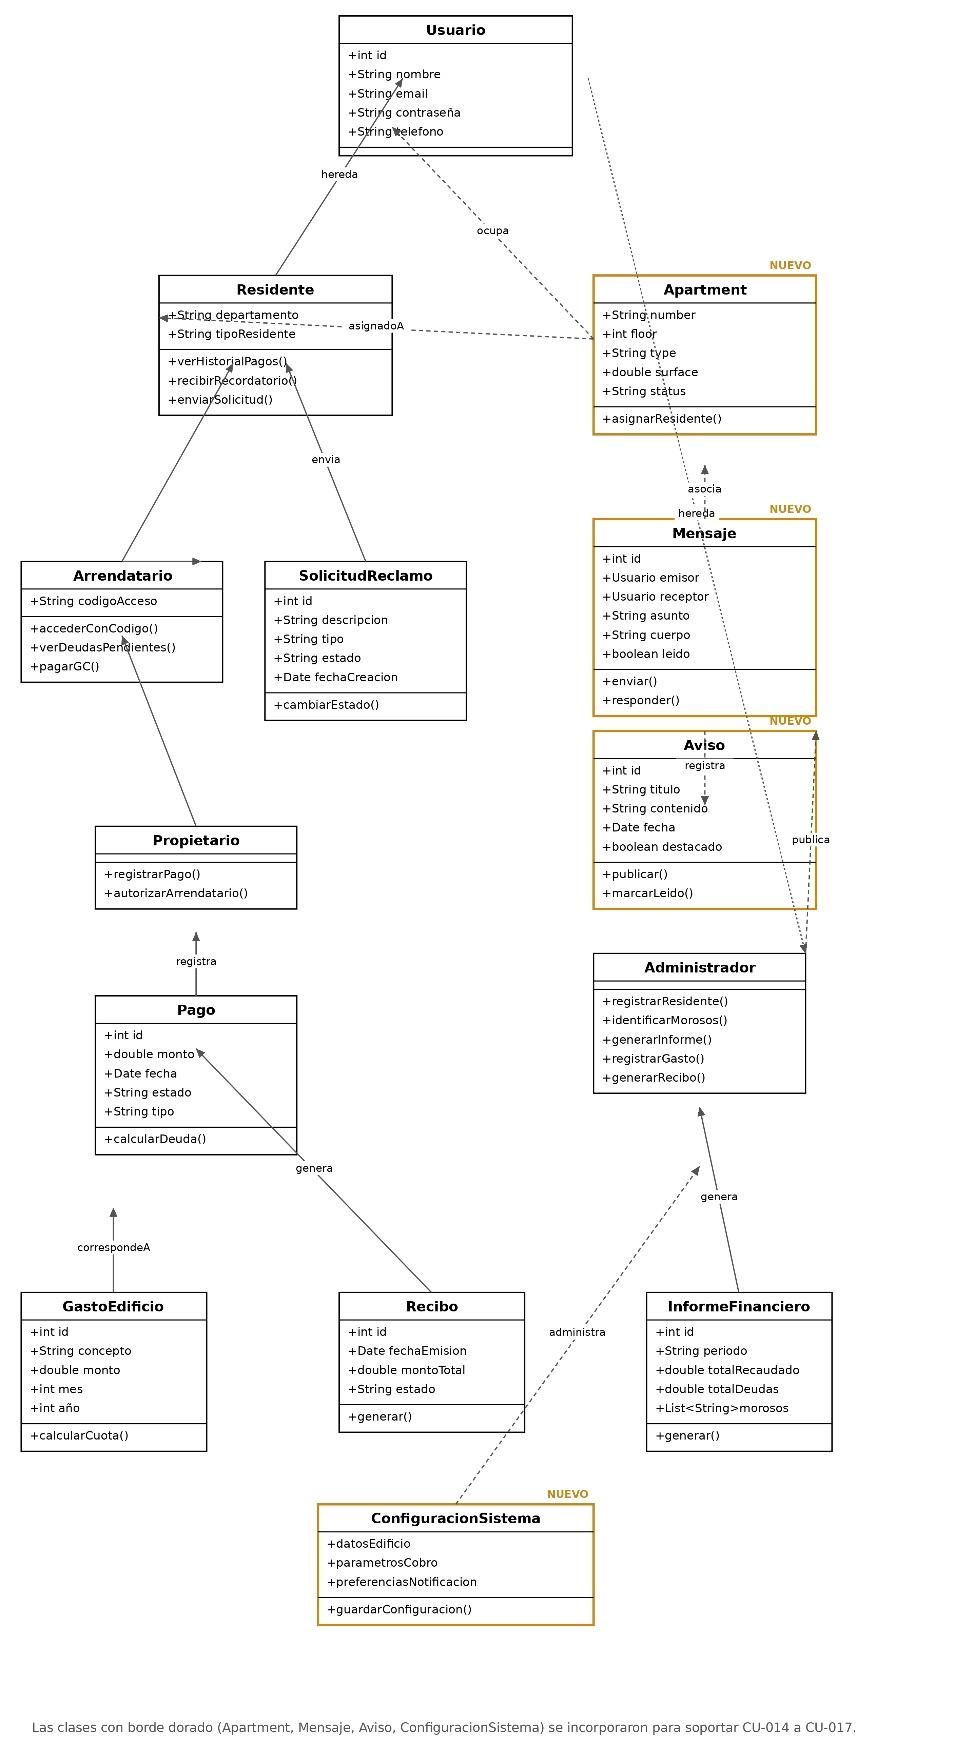 Usuario
+int id
+String nombre
+String email
+String contraseña
+String telefono
hereda
ocupa
Residente
+String departamento
+String tipoResidente
+verHistorialPagos()
+recibirRecordatorio()
+enviarSolicitud()
asignadoA
NUEVO
Apartment
+String number
+int floor
+String type
+double surface
+String status
+asignarResidente()
envia
asocia
hereda
NUEVO
Mensaje
+int id
+Usuario emisor
+Usuario receptor
+String asunto
+String cuerpo
+boolean leido
+enviar()
+responder()
Arrendatario
+String codigoAcceso
+accederConCodigo()
+verDeudasPendientes()
+pagarGC()
SolicitudReclamo
+int id
+String descripcion
+String tipo
+String estado
+Date fechaCreacion
+cambiarEstado()
NUEVO
Aviso
registra
+int id
+String titulo
+String contenido
+Date fecha
+boolean destacado
+publicar()
+marcarLeido()
publica
Propietario
+registrarPago()
+autorizarArrendatario()
registra
Administrador
+registrarResidente()
+identificarMorosos()
+generarInforme()
+registrarGasto()
+generarRecibo()
Pago
+int id
+double monto
+Date fecha
+String estado
+String tipo
+calcularDeuda()
genera
genera
correspondeA
GastoEdificio
+int id
+String concepto
+double monto
+int mes
+int año
+calcularCuota()
Recibo
+int id
+Date fechaEmision
+double montoTotal
+String estado
+generar()
administra
InformeFinanciero
+int id
+String periodo
+double totalRecaudado
+double totalDeudas
+List<String>morosos
+generar()
NUEVO
ConfiguracionSistema
+datosEdificio
+parametrosCobro
+preferenciasNotificacion
+guardarConfiguracion()
Las clases con borde dorado (Apartment, Mensaje, Aviso, ConfiguracionSistema) se incorporaron para soportar CU-014 a CU-017.